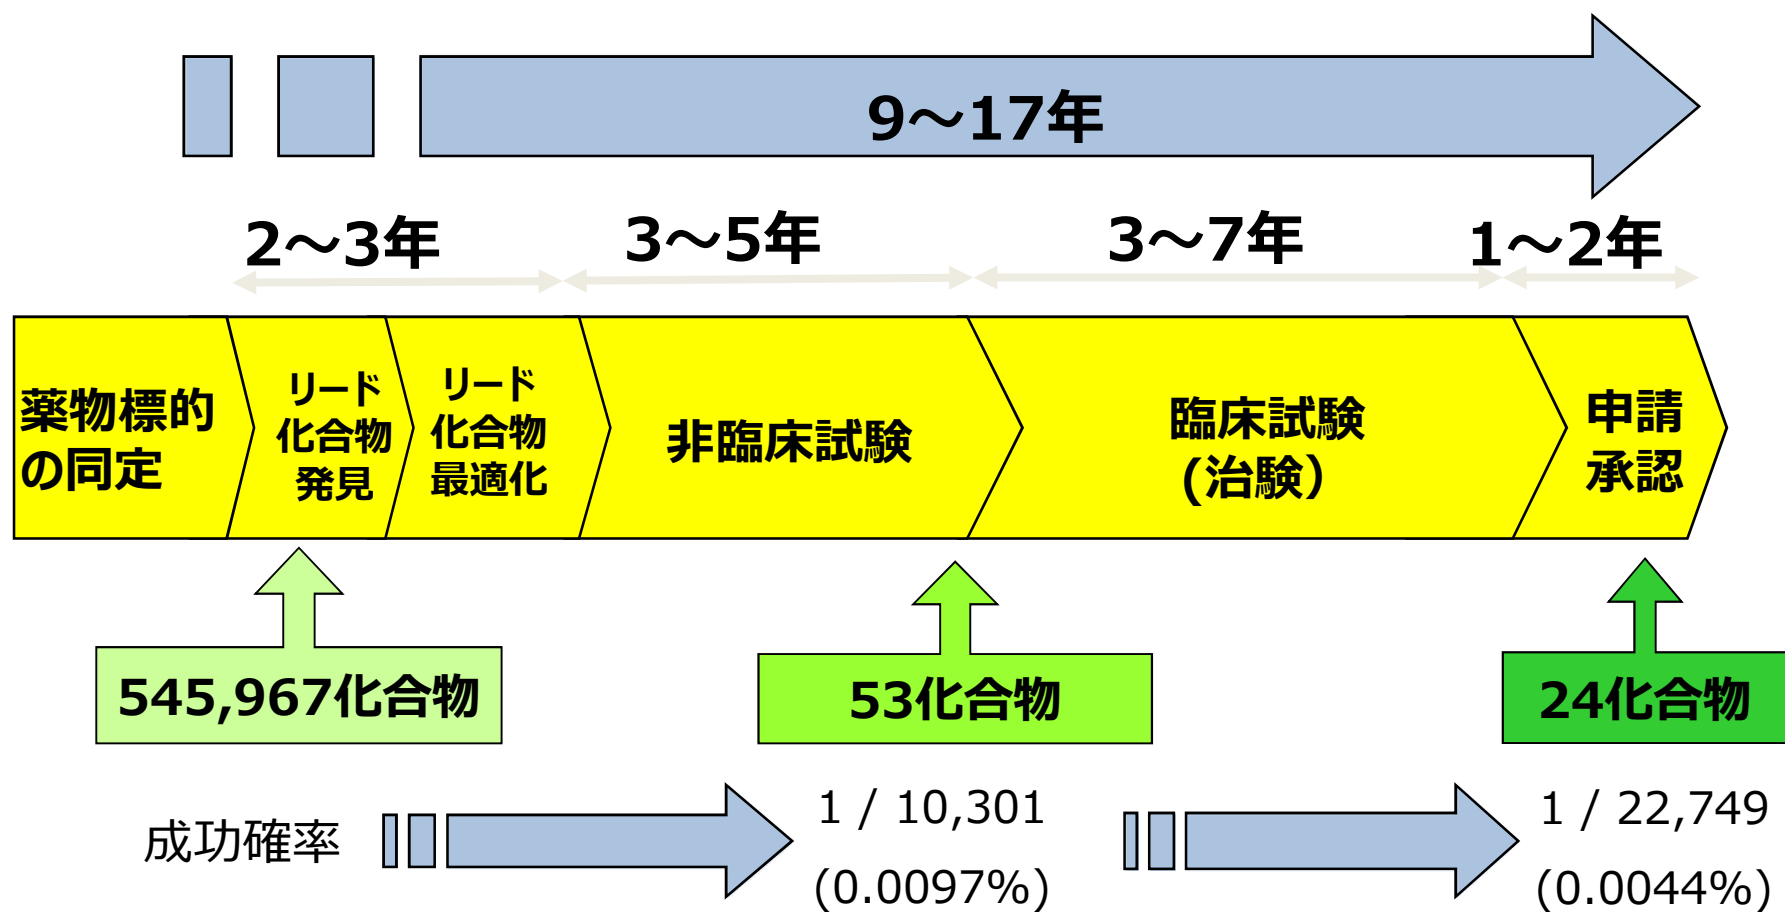 9～17年
2～3年
3～5年
3～7年
1～2年
薬物標的
の同定
リード
化合物
発見
リード
化合物
最適化
非臨床試験
臨床試験
(治験）
申請
承認
545,967化合物
53化合物
24化合物
成功確率
1 / 10,301
(0.0097%)
1 / 22,749
(0.0044%)